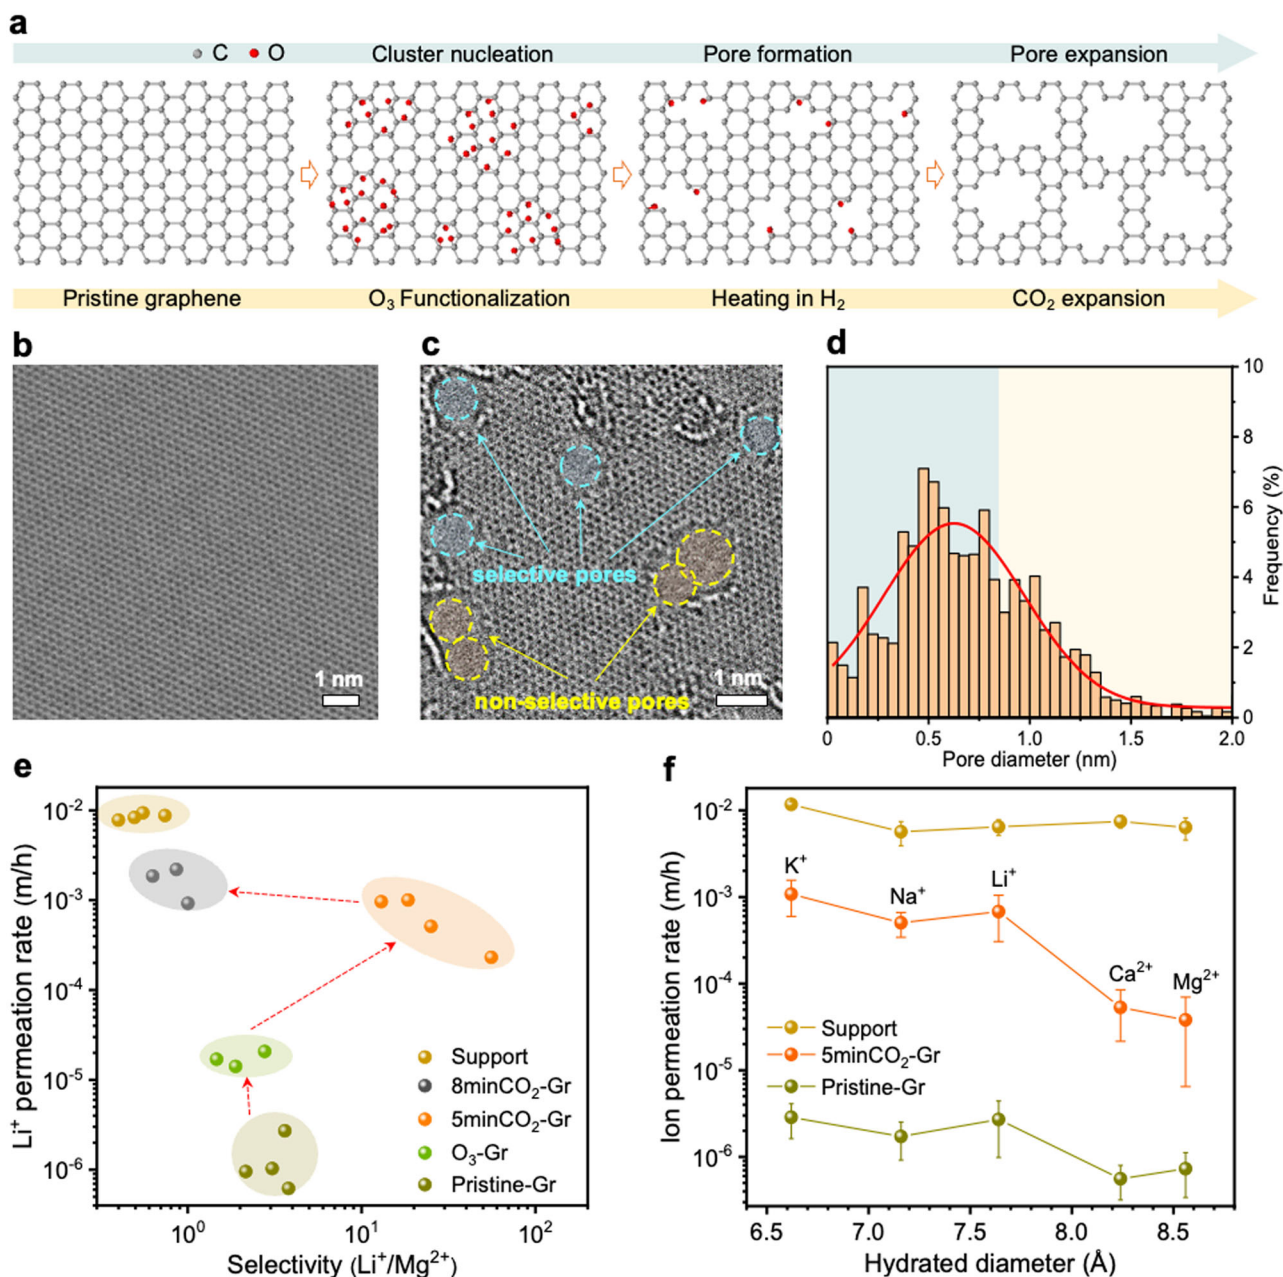 a
C O Cluster nucleation Pore formation Pore expansion
Pristine graphene O₃ Functionalization Heating in H₂ CO₂ expansion
b
1 nm
c
selective pores
non-selective pores
1 nm
d
10
8
6
4
2
0
Frequency (%)
0 0.5 1.0 1.5 2.0
Pore diameter (nm)
e
Li⁺ permeation rate (m/h)
10⁻²
10⁻³
10⁻⁴
10⁻⁵
10⁻⁶
Support
8minCO₂-Gr
5minCO₂-Gr
O₃-Gr
Pristine-Gr
10⁰ 10¹ 10²
Selectivity (Li⁺/Mg²⁺)
f
Ion permeation rate (m/h)
10⁻²
10⁻³
10⁻⁴
10⁻⁵
10⁻⁶
K⁺
Na⁺
Li⁺
Ca²⁺
Mg²⁺
Support
5minCO₂-Gr
Pristine-Gr
6.5 7.0 7.5 8.0 8.5
Hydrated diameter (Å)